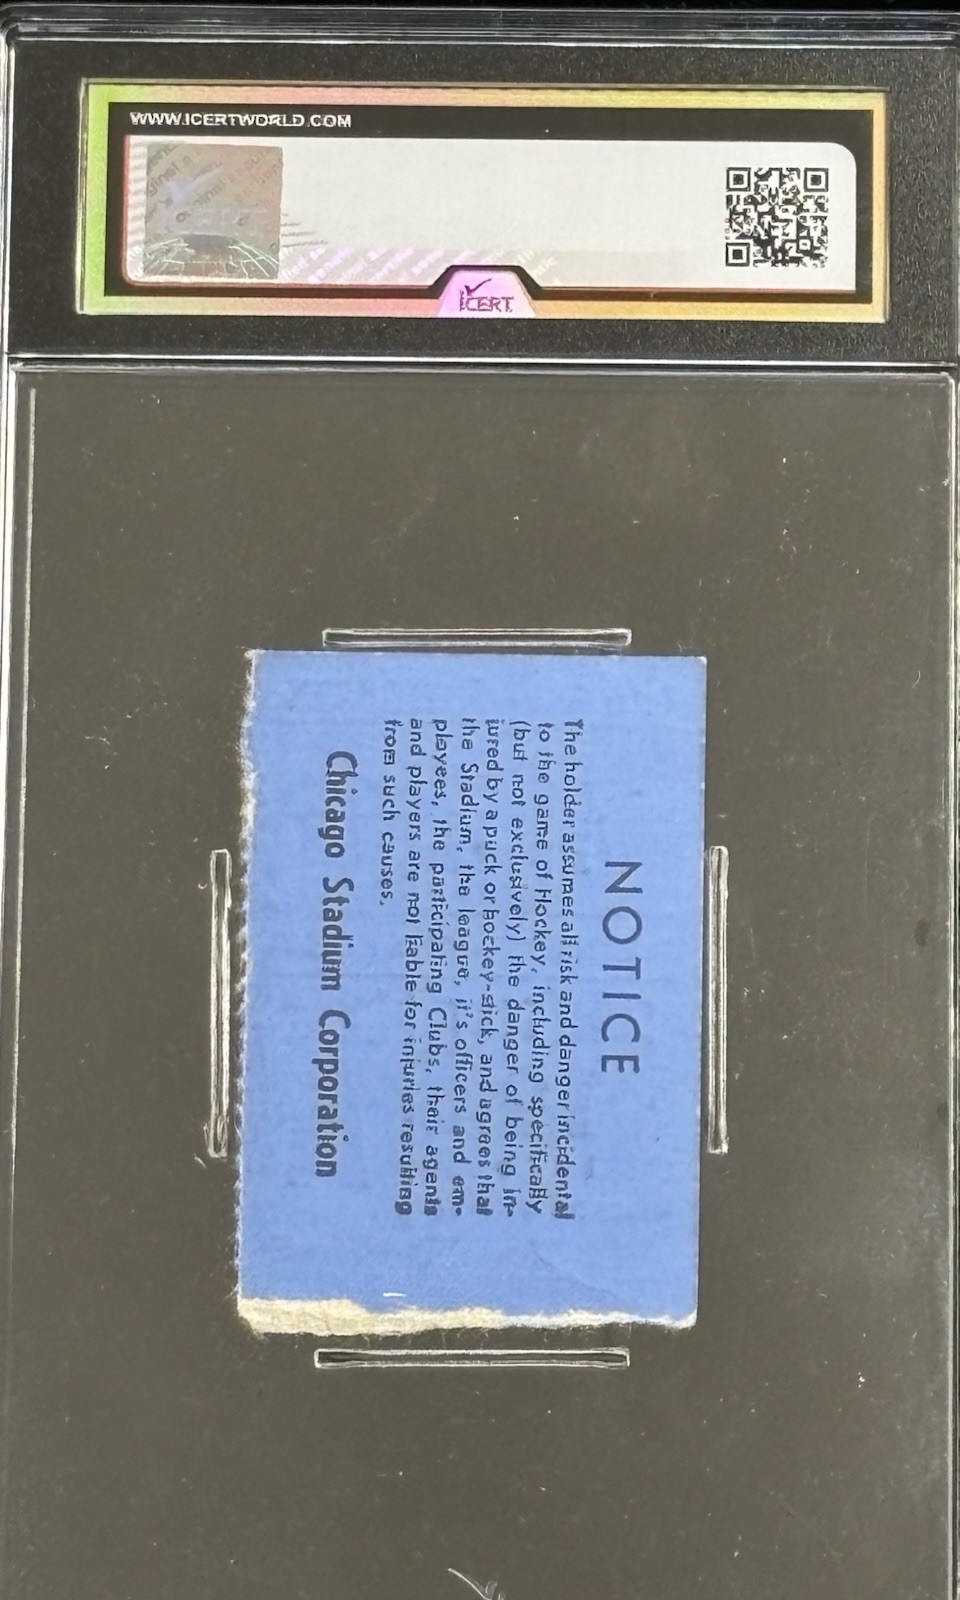 WWW.ICERTWORLD.COM
ICERT
NOTICE
The holder assumes all risk and danger incidental
to the game of Hockey, including specifically
(but not exclusively) the danger of being in-
jured by a puck or hockey-stick, and agrees that
the Stadium, the league, it's officers and em-
ployees, the participating Clubs, their agents
and players are not liable for injuries resulting
from such causes.
Chicago Stadium Corporation